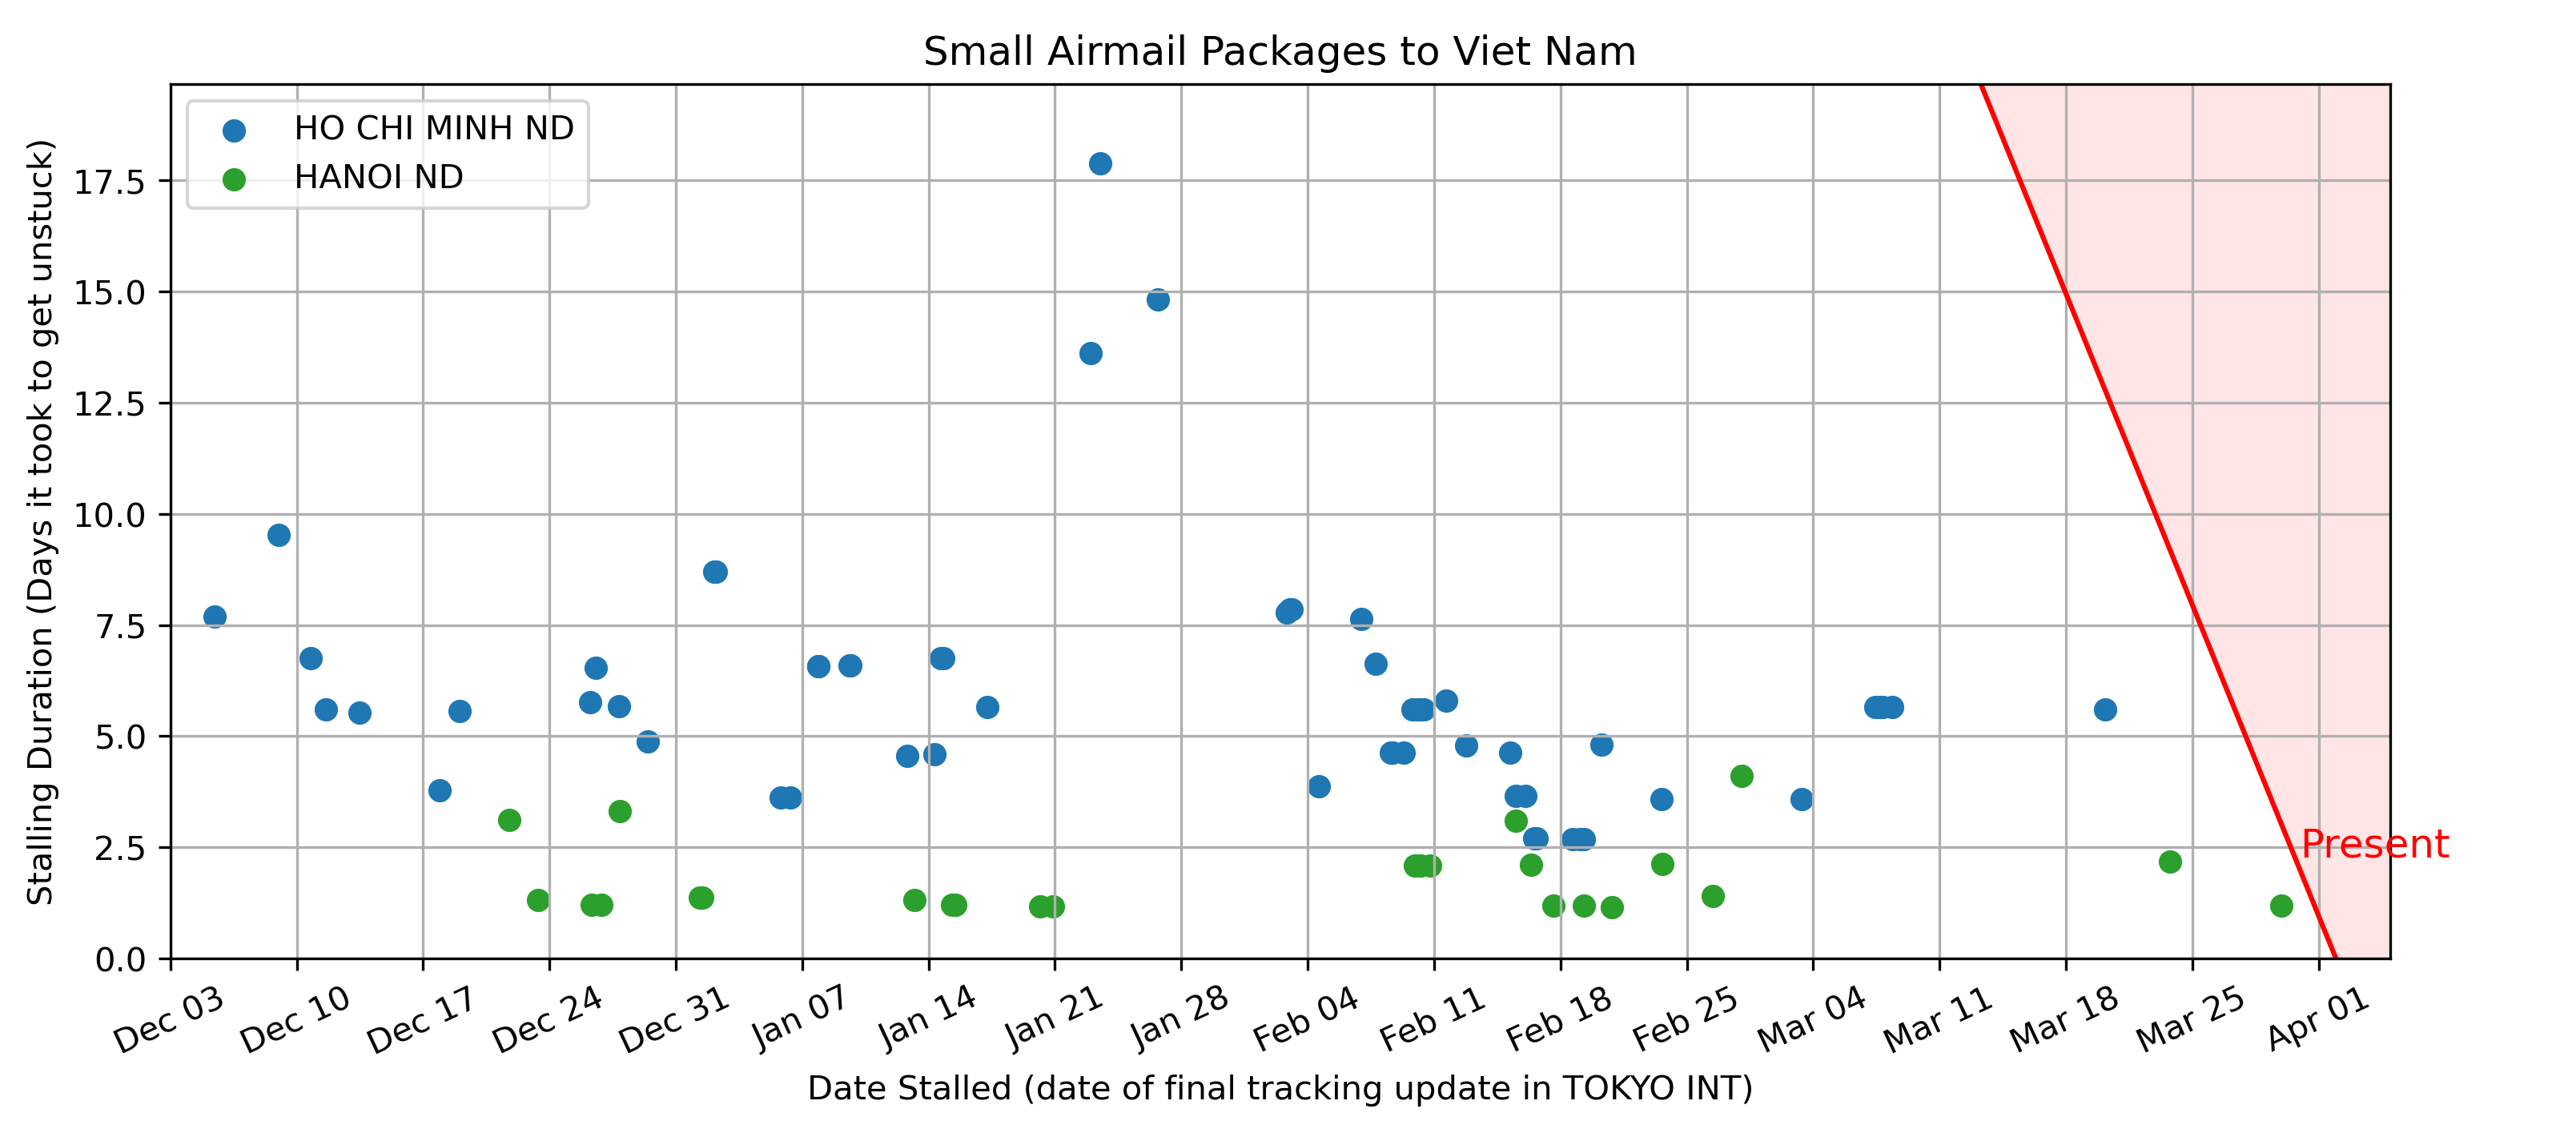 Small Airmail Packages to Viet Nam
HO CHI MINH ND
HANOI ND
Stalling Duration (Days it took to get unstuck)
17.5
15.0
12.5
10.0
7.5
5.0
2.5
0.0
Present
Dec 03
Dec 10
Dec 17
Dec 24
Dec 31
Jan 07
Jan 14
Jan 21
Jan 28
Feb 04
Feb 11
Feb 18
Feb 25
Mar 04
Mar 11
Mar 18
Mar 25
Apr 01
Date Stalled (date of final tracking update in TOKYO INT)